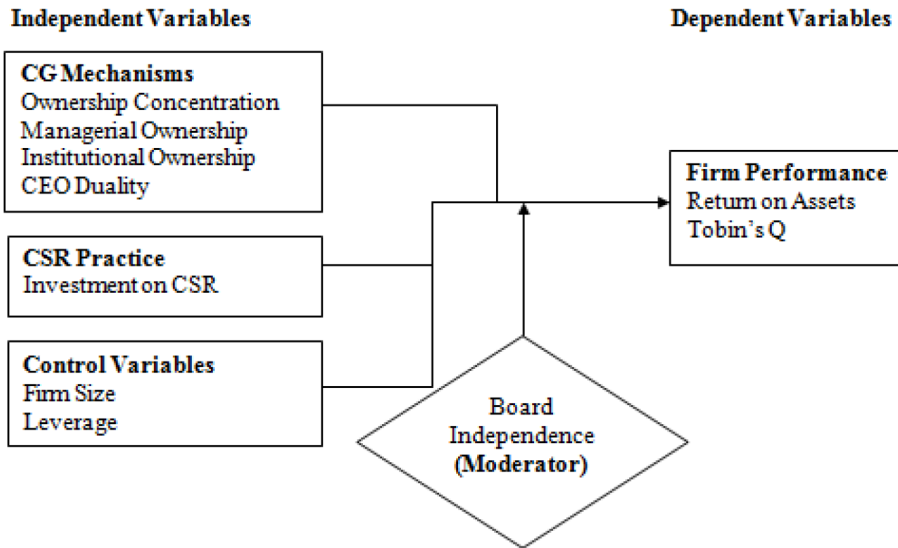 Independent Variables
Dependent Variables
CG Mechanisms
Ownership Concentration
Managerial Ownership
Institutional Ownership
CEO Duality
Firm Performance
Return on Assets
Tobin's Q
CSR Practice
Investment on CSR
Control Variables
Firm Size
Leverage
Board
Independence
(Moderator)